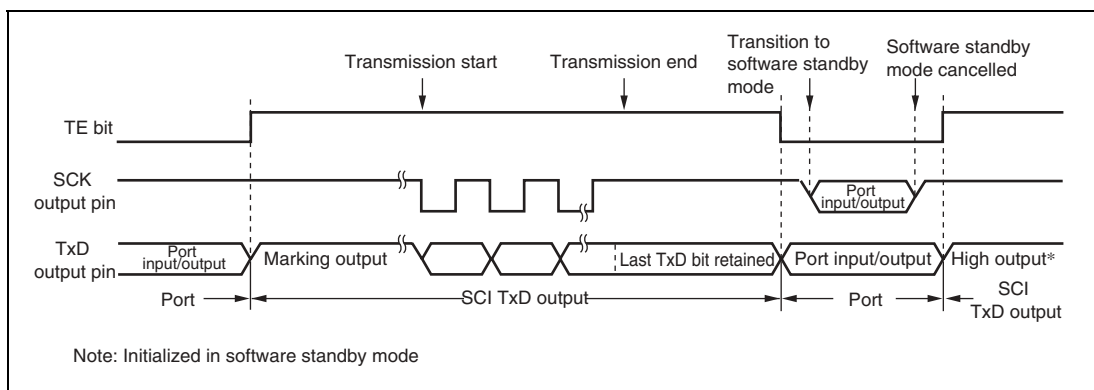 Transmission start
Transmission end
Transition to
software standby
mode
Software standby
mode cancelled
TE bit
SCK
output pin
Port
input/output
TxD
output pin
Port
input/output
Marking output
Last TxD bit retained
Port input/output
High output*
Port
SCI TxD output
Port
SCI
TxD output
Note: Initialized in software standby mode